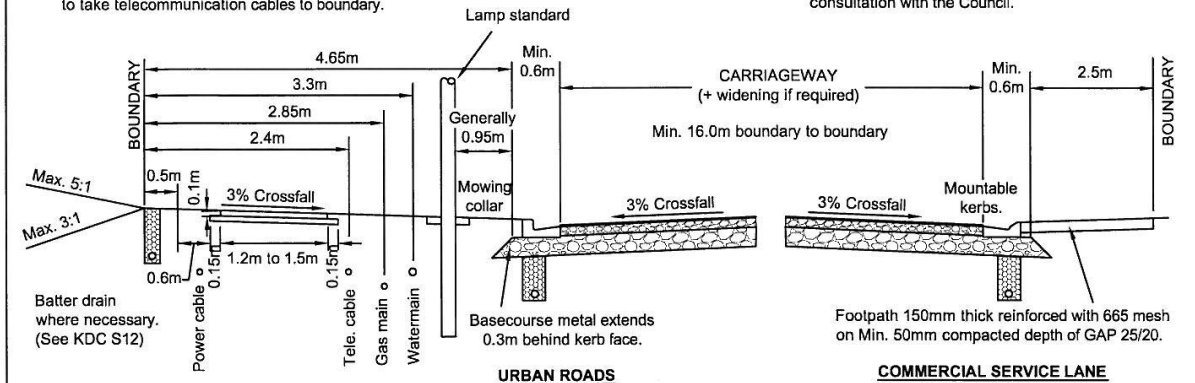 to take telecommunication cables to boundary.
consultation with the Council.
Lamp standard
BOUNDARY
4.65m
3.3m
2.85m
2.4m
0.5m
0.1m
Max. 5:1
Max. 3:1
3% Crossfall
Generally
0.95m
Mowing
collar
Min.
0.6m
CARRIAGEWAY
(+ widening if required)
Min. 16.0m boundary to boundary
Min.
0.6m
2.5m
BOUNDARY
3% Crossfall
3% Crossfall
Mountable
kerbs.
0.6m
0.15m
1.2m to 1.5m
0.15m
Batter drain
where necessary.
(See KDC S12)
Power cable
Tele. cable
Gas main
Watermain
Basecourse metal extends
0.3m behind kerb face.
Footpath 150mm thick reinforced with 665 mesh
on Min. 50mm compacted depth of GAP 25/20.
URBAN ROADS
COMMERCIAL SERVICE LANE